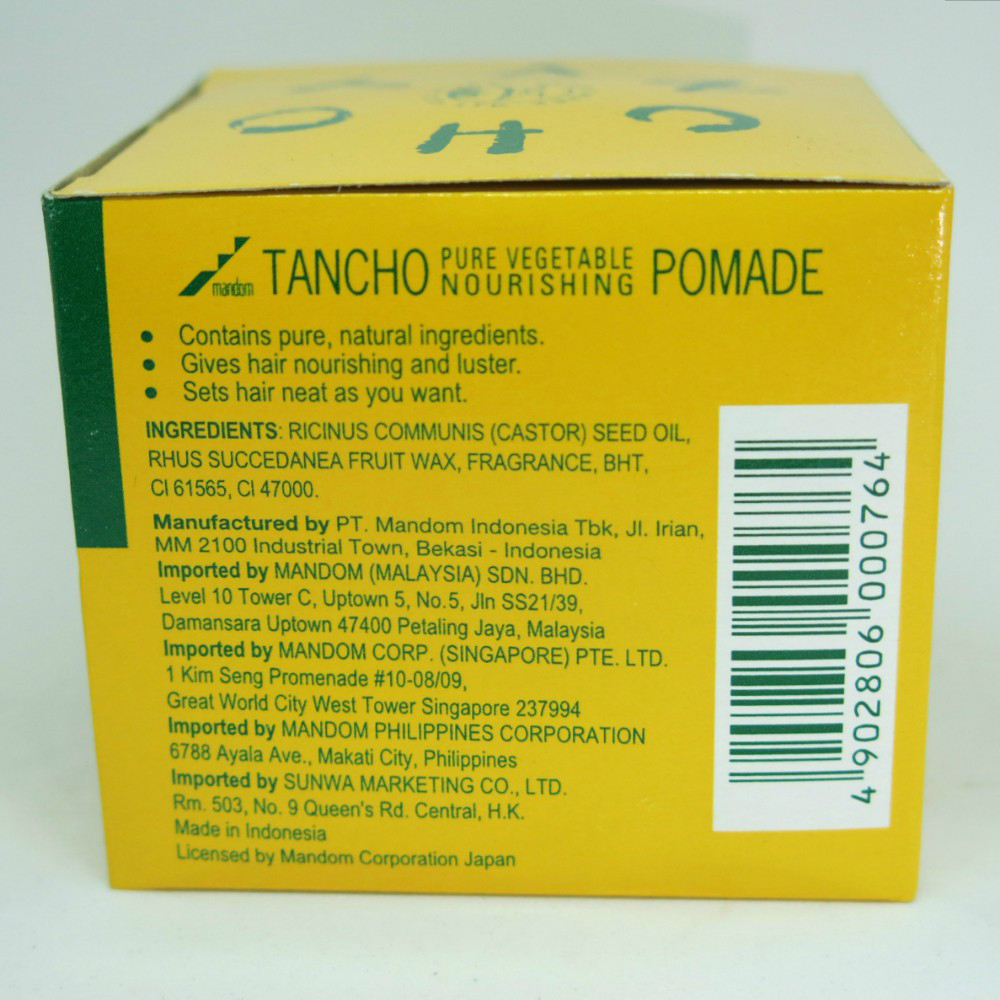 TANCHO
mandom TANCHO PURE VEGETABLE NOURISHING POMADE
• Contains pure, natural ingredients.
• Gives hair nourishing and luster.
• Sets hair neat as you want.
INGREDIENTS: RICINUS COMMUNIS (CASTOR) SEED OIL,
RHUS SUCCEDANEA FRUIT WAX, FRAGRANCE, BHT,
CI 61565, CI 47000.
Manufactured by PT. Mandom Indonesia Tbk, Jl. Irian,
MM 2100 Industrial Town, Bekasi - Indonesia
Imported by MANDOM (MALAYSIA) SDN. BHD.
Level 10 Tower C, Uptown 5, No.5, Jln SS21/39,
Damansara Uptown 47400 Petaling Jaya, Malaysia
Imported by MANDOM CORP. (SINGAPORE) PTE. LTD.
1 Kim Seng Promenade #10-08/09,
Great World City West Tower Singapore 237994
Imported by MANDOM PHILIPPINES CORPORATION
6788 Ayala Ave., Makati City, Philippines
Imported by SUNWA MARKETING CO., LTD.
Rm. 503, No. 9 Queen's Rd. Central, H.K.
Made in Indonesia
Licensed by Mandom Corporation Japan
4 902806 000764